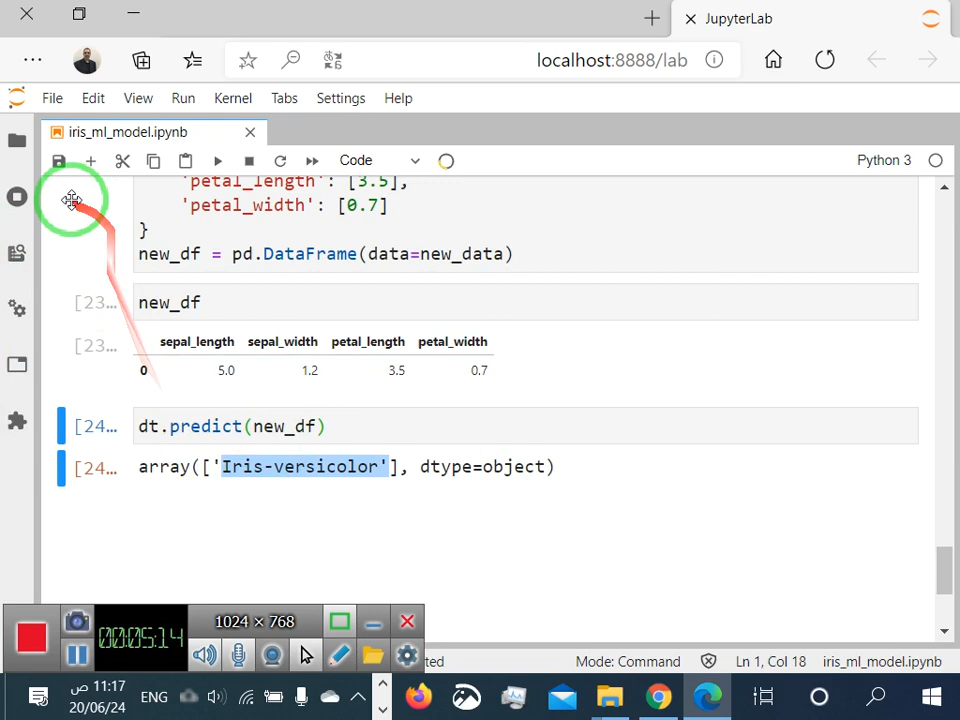 JupyterLab
localhost:8888/lab
File Edit View Run Kernel Tabs Settings Help
iris_ml_model.ipynb
Code
Python 3
'petal_length': [3.5],
'petal_width': [0.7]
}
new_df = pd.DataFrame(data=new_data)
[23… new_df
[23… sepal_length sepal_width petal_length petal_width
0 5.0 1.2 3.5 0.7
[24… dt.predict(new_df)
[24… array(['Iris-versicolor'], dtype=object)
1024 × 768
00:05:14
ted Mode: Command Ln 1, Col 18 iris_ml_model.ipynb
11:17 ص
20/06/24
ENG